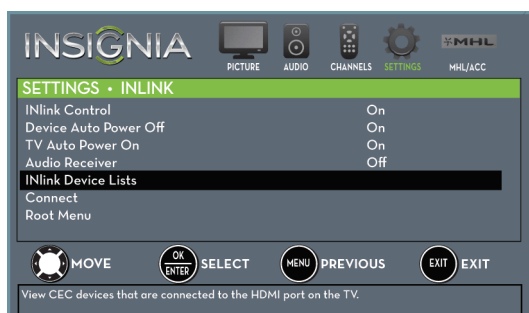 INSIGNIA
PICTURE AUDIO CHANNELS SETTINGS MHL MHL/ACC
SETTINGS • INLINK
INlink Control On
Device Auto Power Off On
TV Auto Power On On
Audio Receiver Off
INlink Device Lists
Connect
Root Menu
MOVE OK ENTER SELECT MENU PREVIOUS EXIT EXIT
View CEC devices that are connected to the HDMI port on the TV.